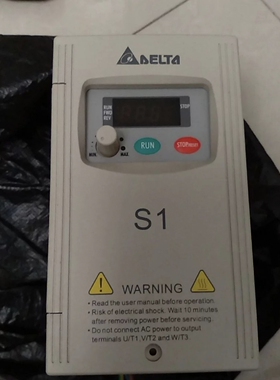 DELTA
RUN
FWD
REV
STOP
RUN
STOP/RESET
MIN.
MAX
S1
WARNING
• Read the user manual before operation.
• Risk of electrical shock. Wait 10 minutes
after removing power before servicing.
• Do not connect AC power to output
terminals U/T1, V/T2 and W/T3.